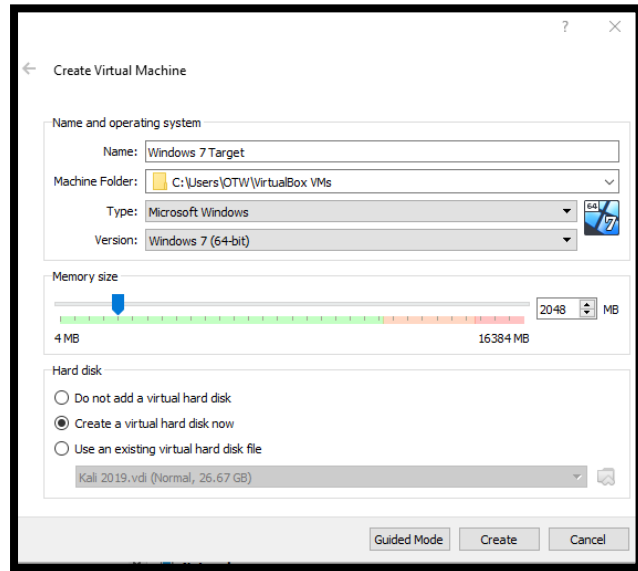 ?
Create Virtual Machine
Name and operating system
Name: Windows 7 Target
Machine Folder: C:\Users\OTW\VirtualBox VMs
Type: Microsoft Windows
64
7
Version: Windows 7 (64-bit)
Memory size
2048 MB
4 MB 16384 MB
Hard disk
Do not add a virtual hard disk
Create a virtual hard disk now
Use an existing virtual hard disk file
Kali 2019.vdi (Normal, 26.67 GB)
Guided Mode Create Cancel